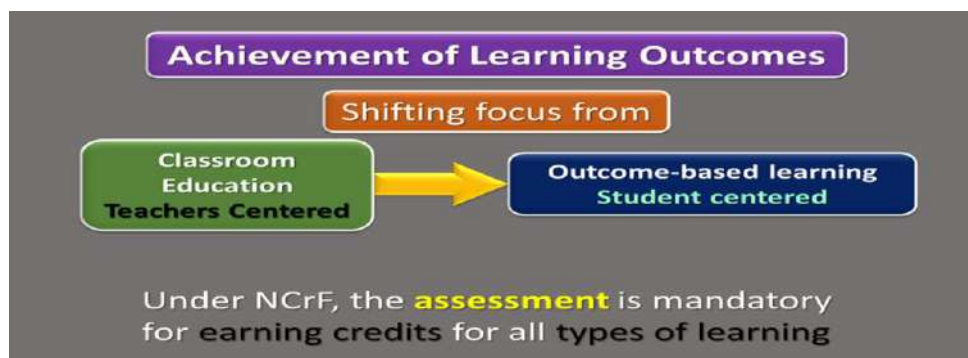 Achievement of Learning Outcomes
Shifting focus from
Classroom
Education
Teachers Centered
Outcome-based learning
Student centered
Under NCrF, the assessment is mandatory
for earning credits for all types of learning